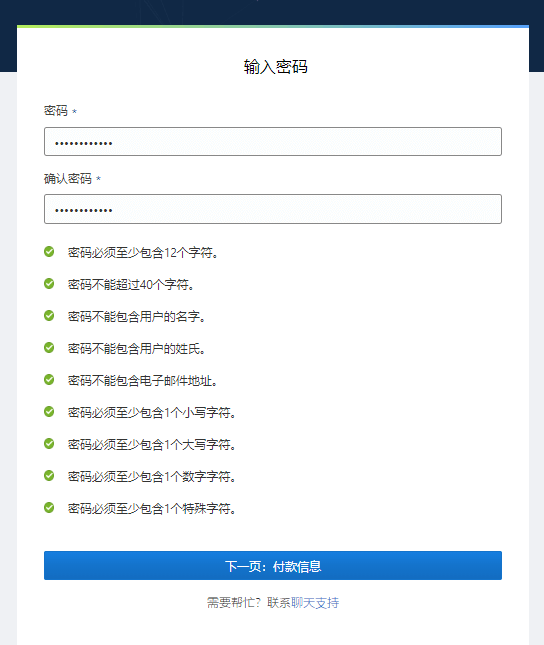 输入密码
密码 *
••••••••••••
确认密码 *
••••••••••••
密码必须至少包含12个字符。
密码不能超过40个字符。
密码不能包含用户的名字。
密码不能包含用户的姓氏。
密码不能包含电子邮件地址。
密码必须至少包含1个小写字符。
密码必须至少包含1个大写字符。
密码必须至少包含1个数字字符。
密码必须至少包含1个特殊字符。
下一页：付款信息
需要帮忙？联系聊天支持